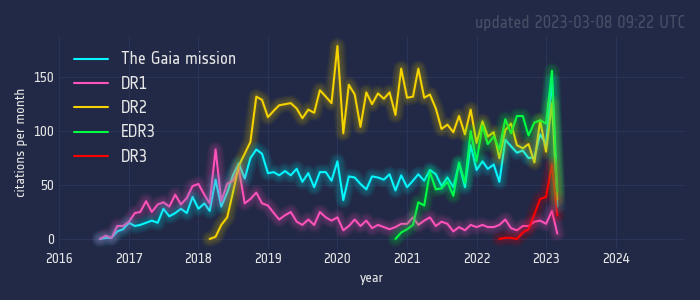 updated 2023-03-08 09:22 UTC
The Gaia mission
DR1
DR2
EDR3
DR3
citations per month
150
100
50
0
2016 2017 2018 2019 2020 2021 2022 2023 2024
year